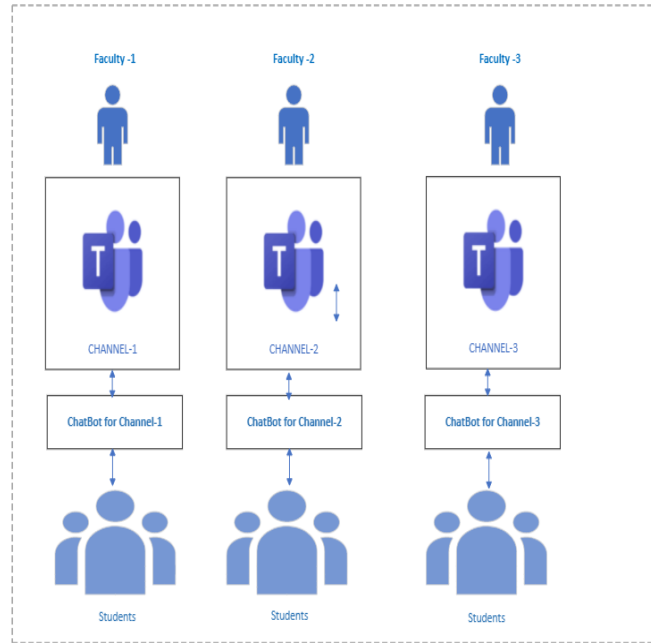 Faculty -1 Faculty -2 Faculty -3
T T T
CHANNEL-1 CHANNEL-2 CHANNEL-3
ChatBot for Channel-1 ChatBot for Channel-2 ChatBot for Channel-3
Students Students Students